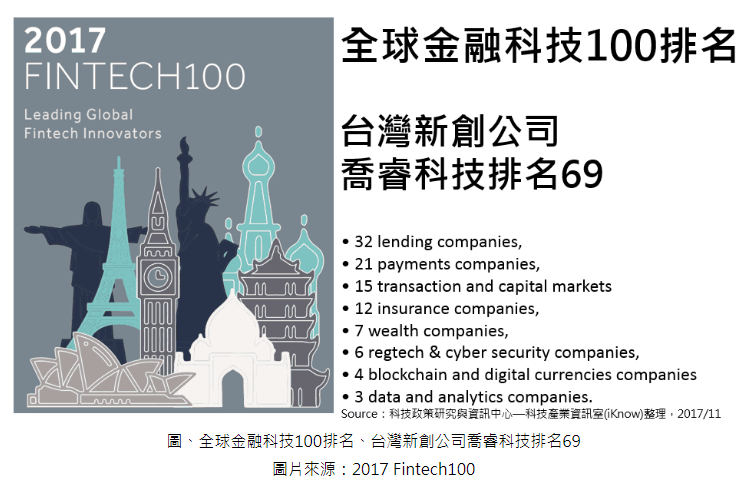 2017
FINTECH100
Leading Global
Fintech Innovators
全球金融科技100排名
台灣新創公司
喬睿科技排名69
• 32 lending companies,
• 21 payments companies,
• 15 transaction and capital markets
• 12 insurance companies,
• 7 wealth companies,
• 6 regtech & cyber security companies,
• 4 blockchain and digital currencies companies
• 3 data and analytics companies.
Source：科技政策研究與資訊中心—科技產業資訊室(iKnow)整理，2017/11
圖、全球金融科技100排名、台灣新創公司喬睿科技排名69
圖片來源：2017 Fintech100